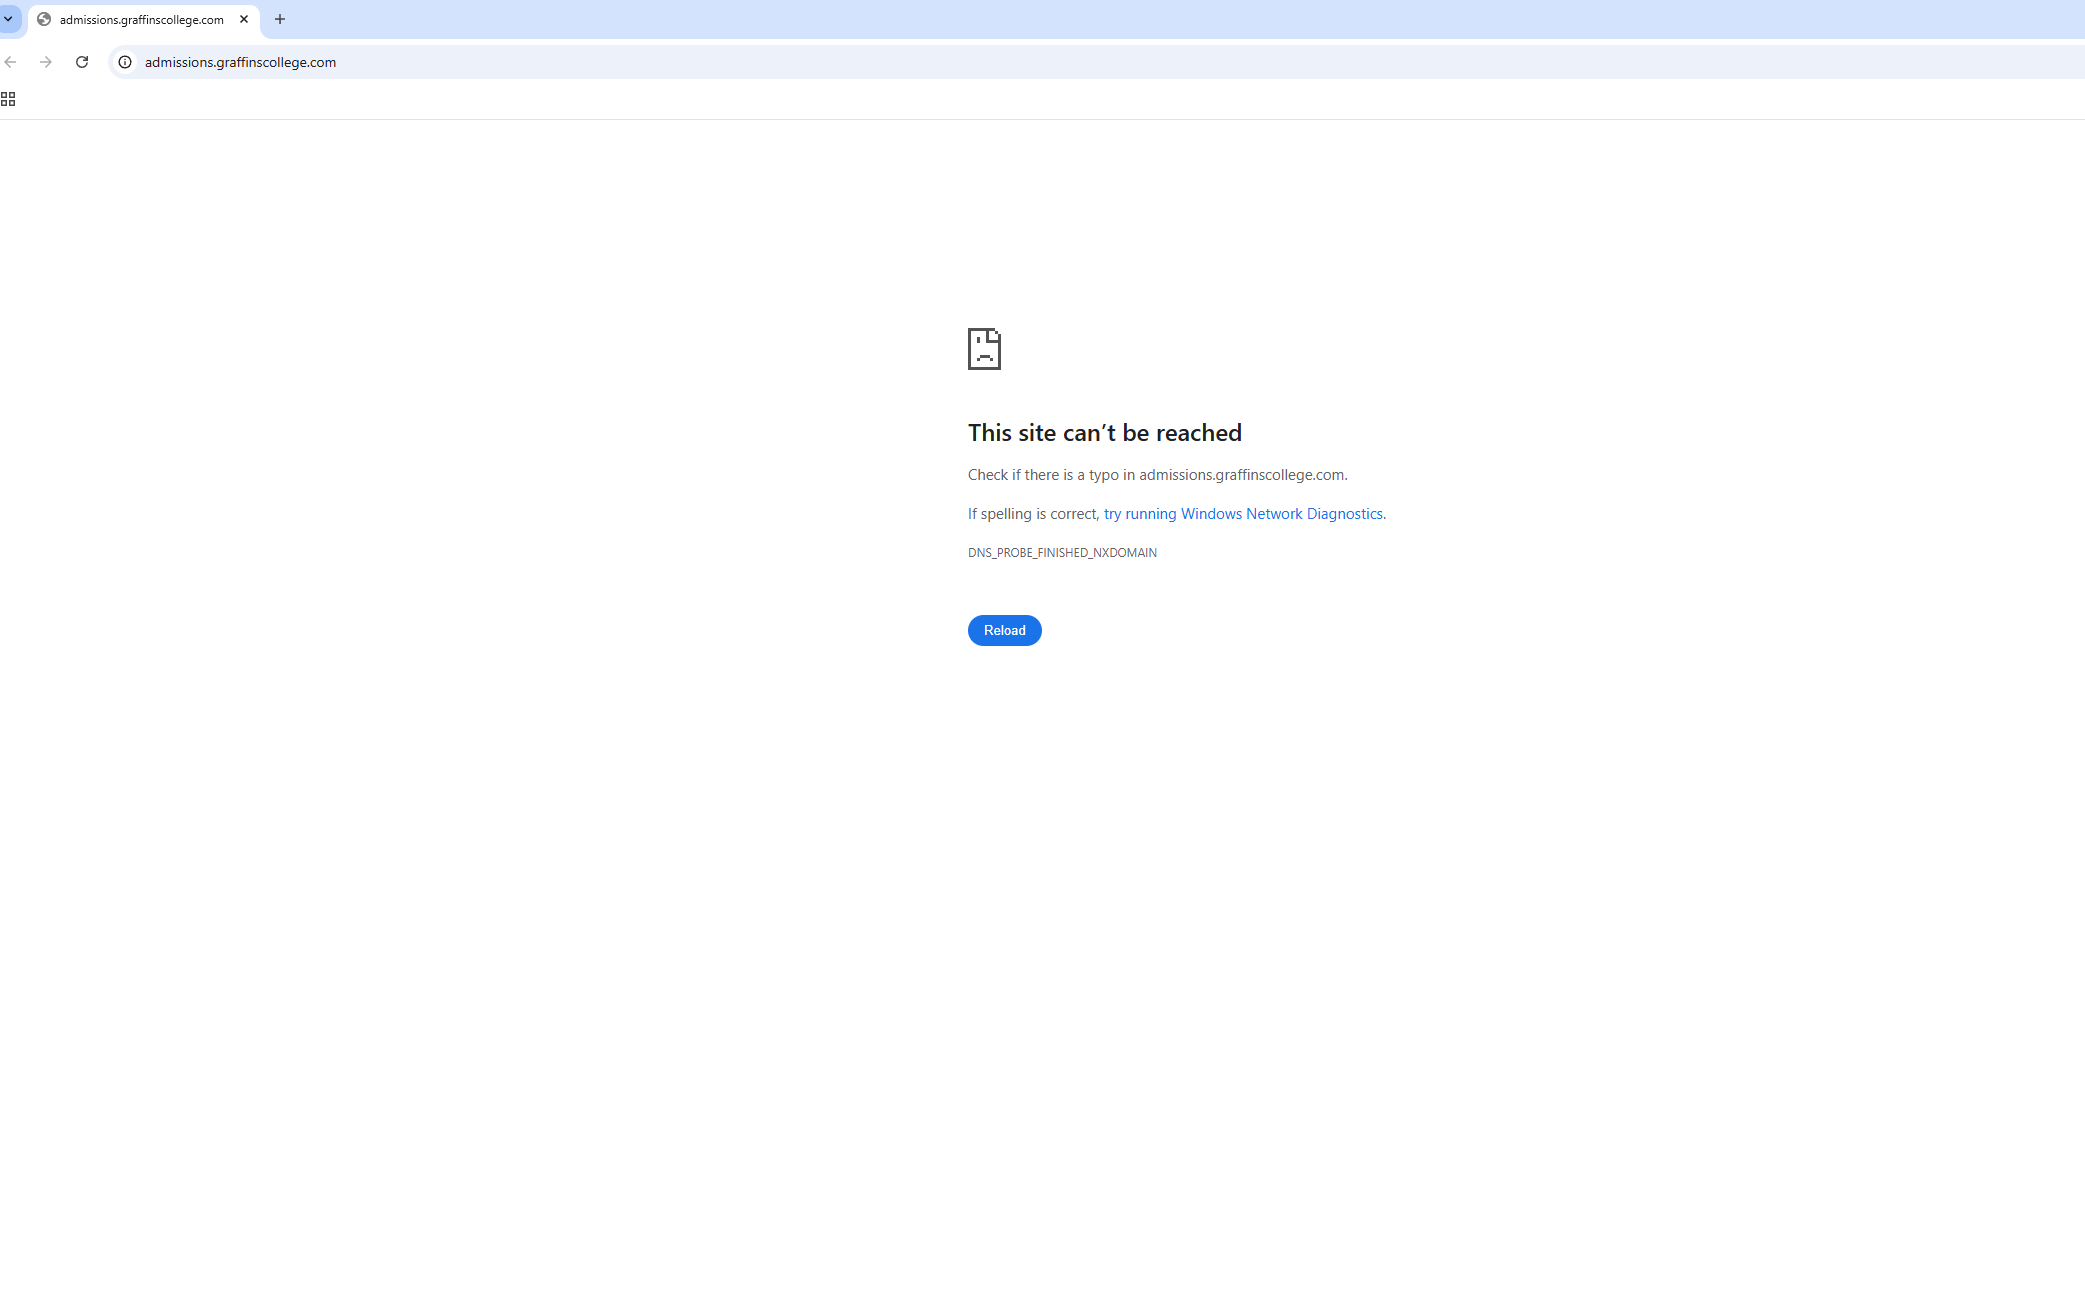 admissions.graffinscollege.com
admissions.graffinscollege.com
This site can’t be reached
Check if there is a typo in admissions.graffinscollege.com.
If spelling is correct, try running Windows Network Diagnostics.
DNS_PROBE_FINISHED_NXDOMAIN
Reload